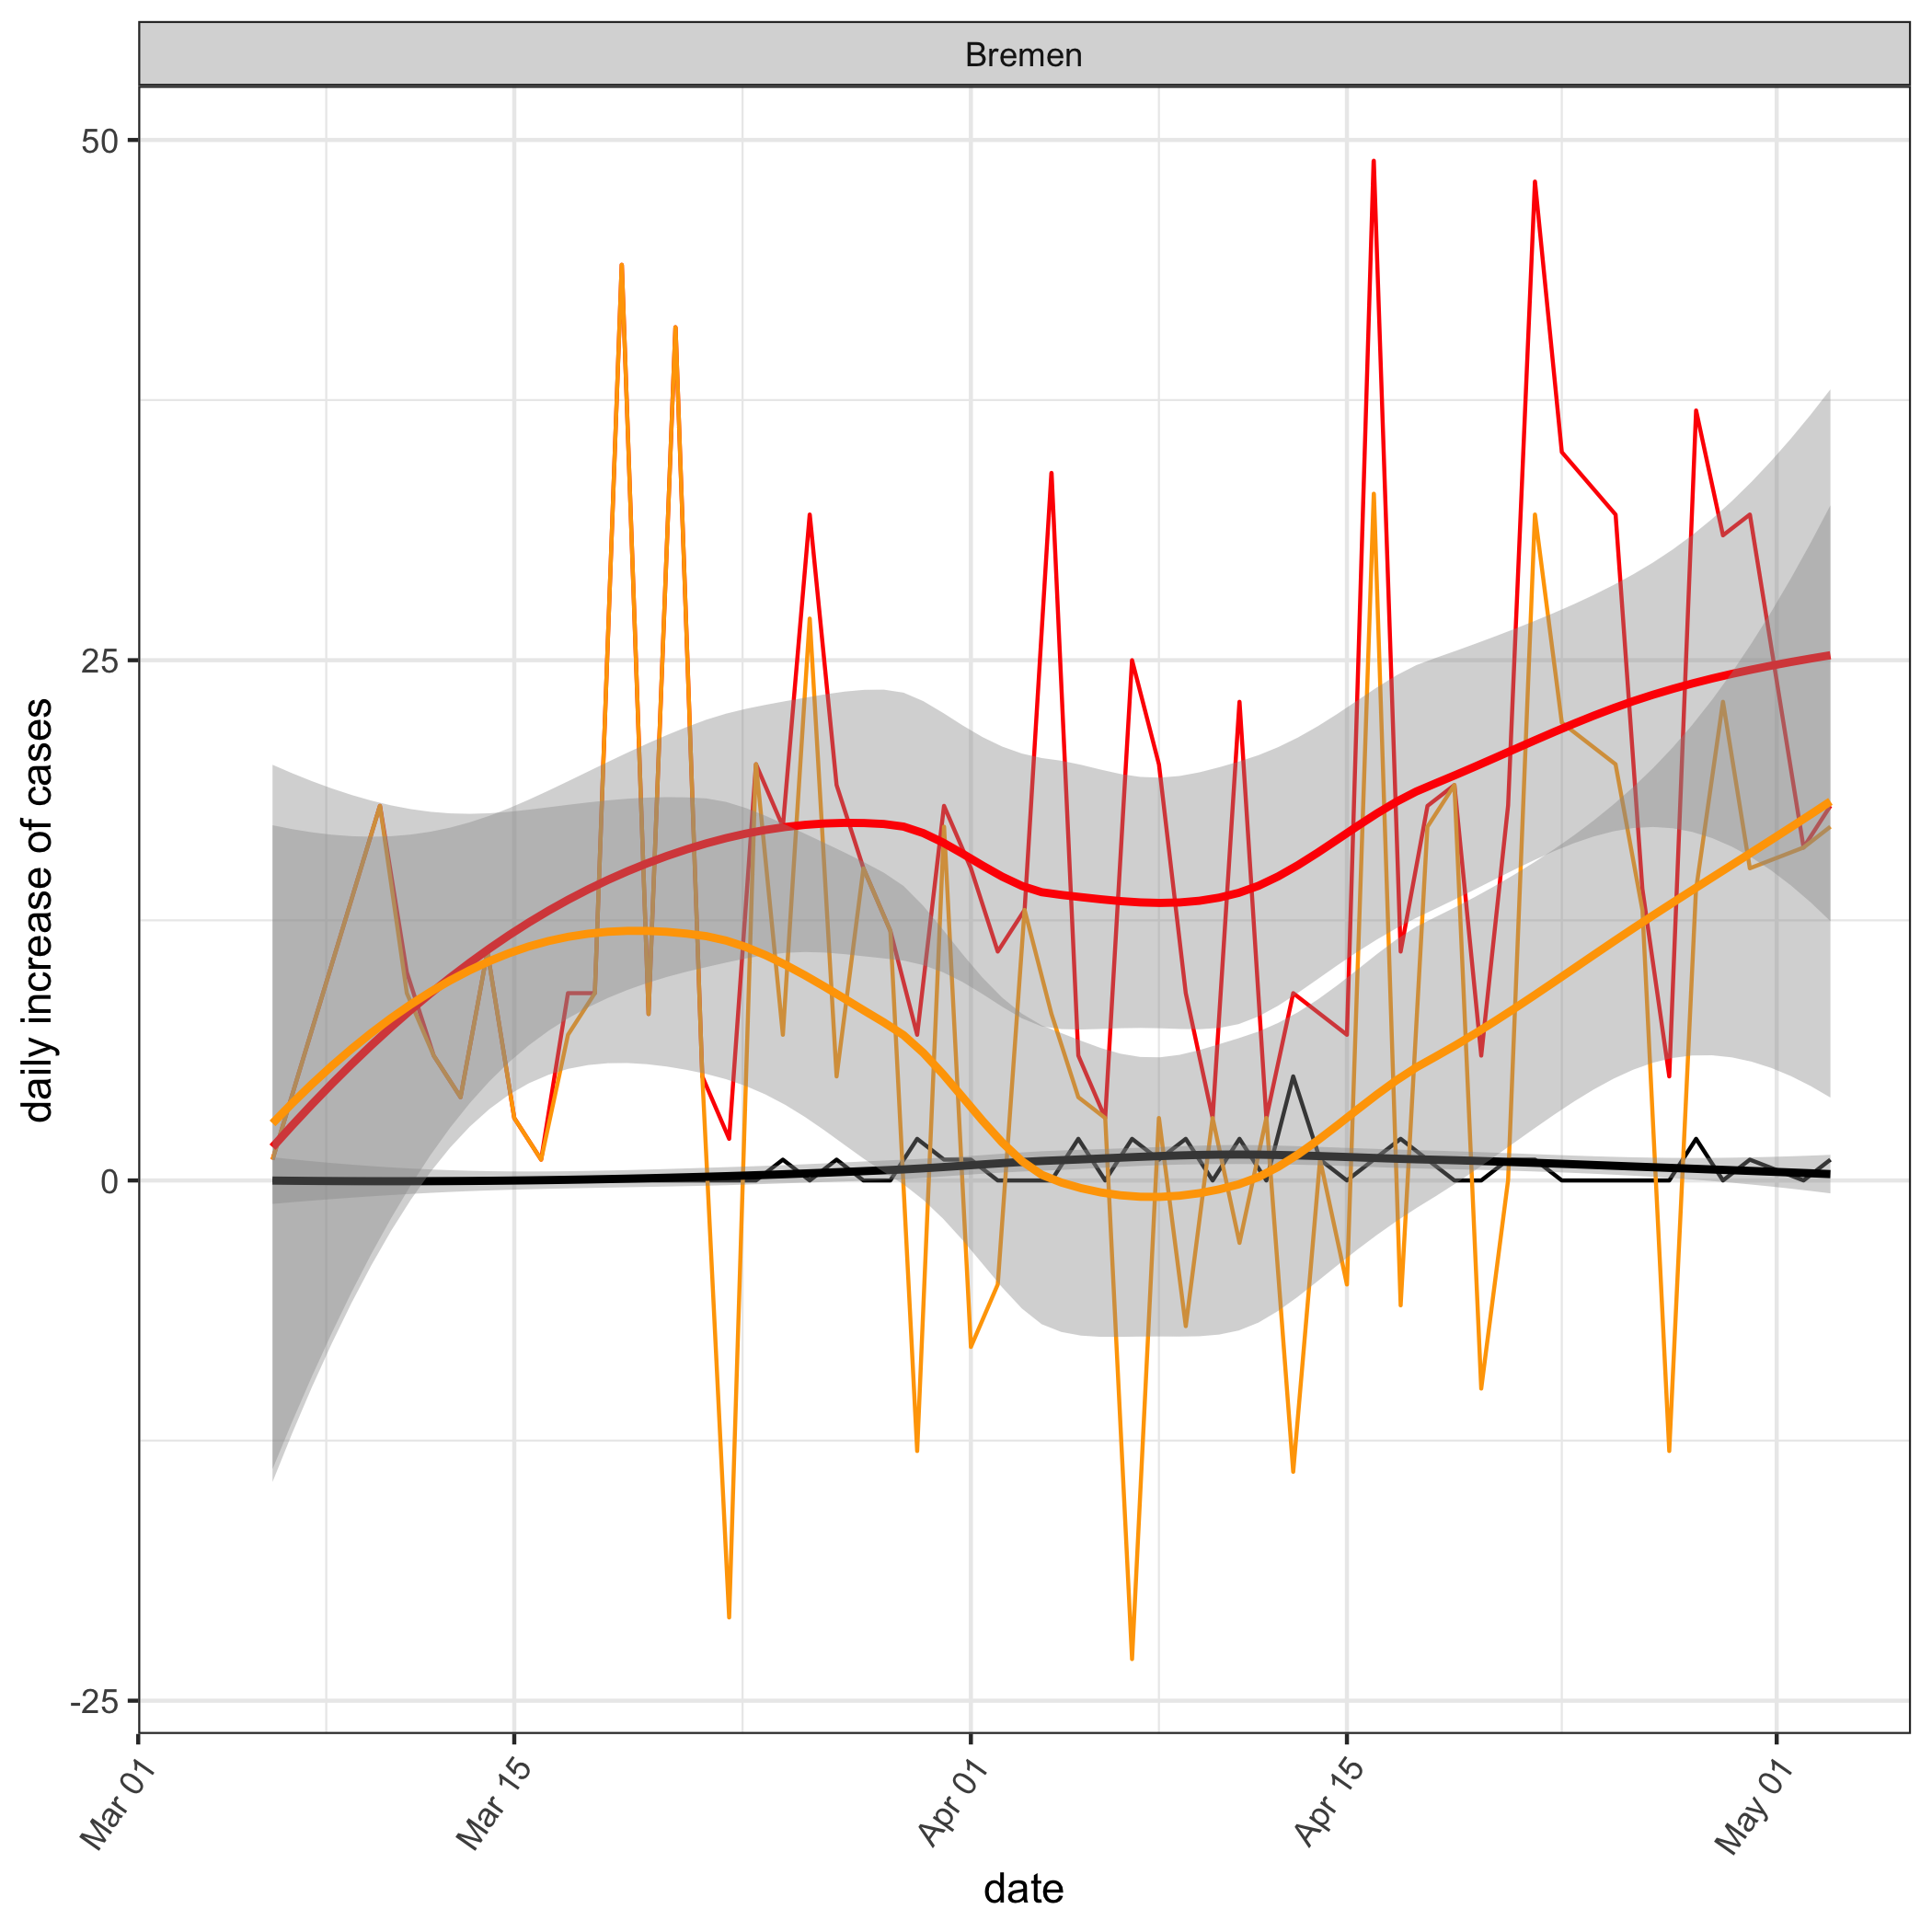 Bremen
50
25
0
-25
daily increase of cases
Mar 01
Mar 15
Apr 01
Apr 15
May 01
date